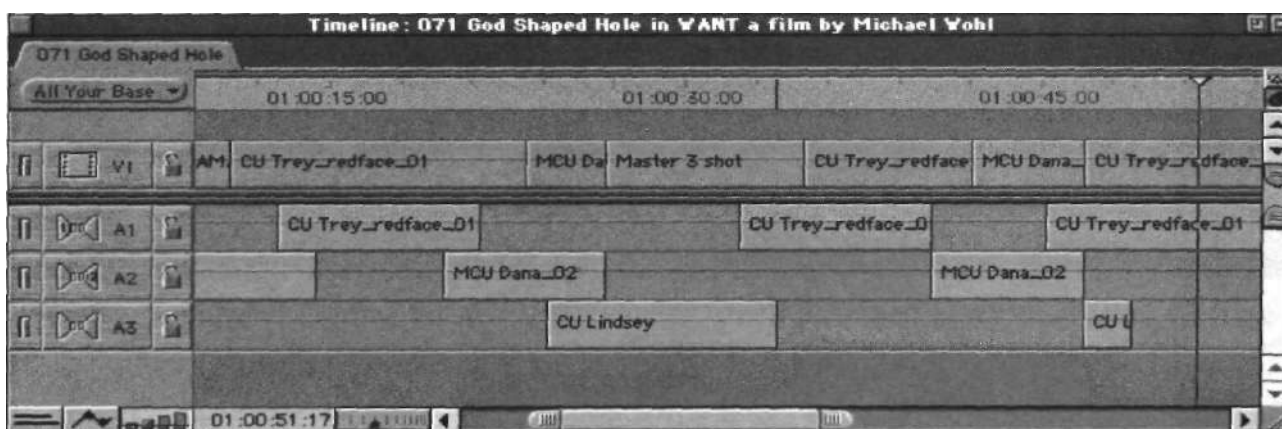 Timeline: 071 God Shaped Hole in WANT a film by Michael Wohl
071 God Shaped Hole
All Your Base
01:00:15:00 01:00:30:00 01:00:45:00
V1 AM CU Trey_redface_01 MCU Da Master 3 shot CU Trey_redface MCU Dana_ CU Trey_redface_
A1 CU Trey_redface_01 CU Trey_redface_0 CU Trey_redface_01
A2 MCU Dana_02 MCU Dana_02
A3 CU Lindsey CU L
01:00:51:17